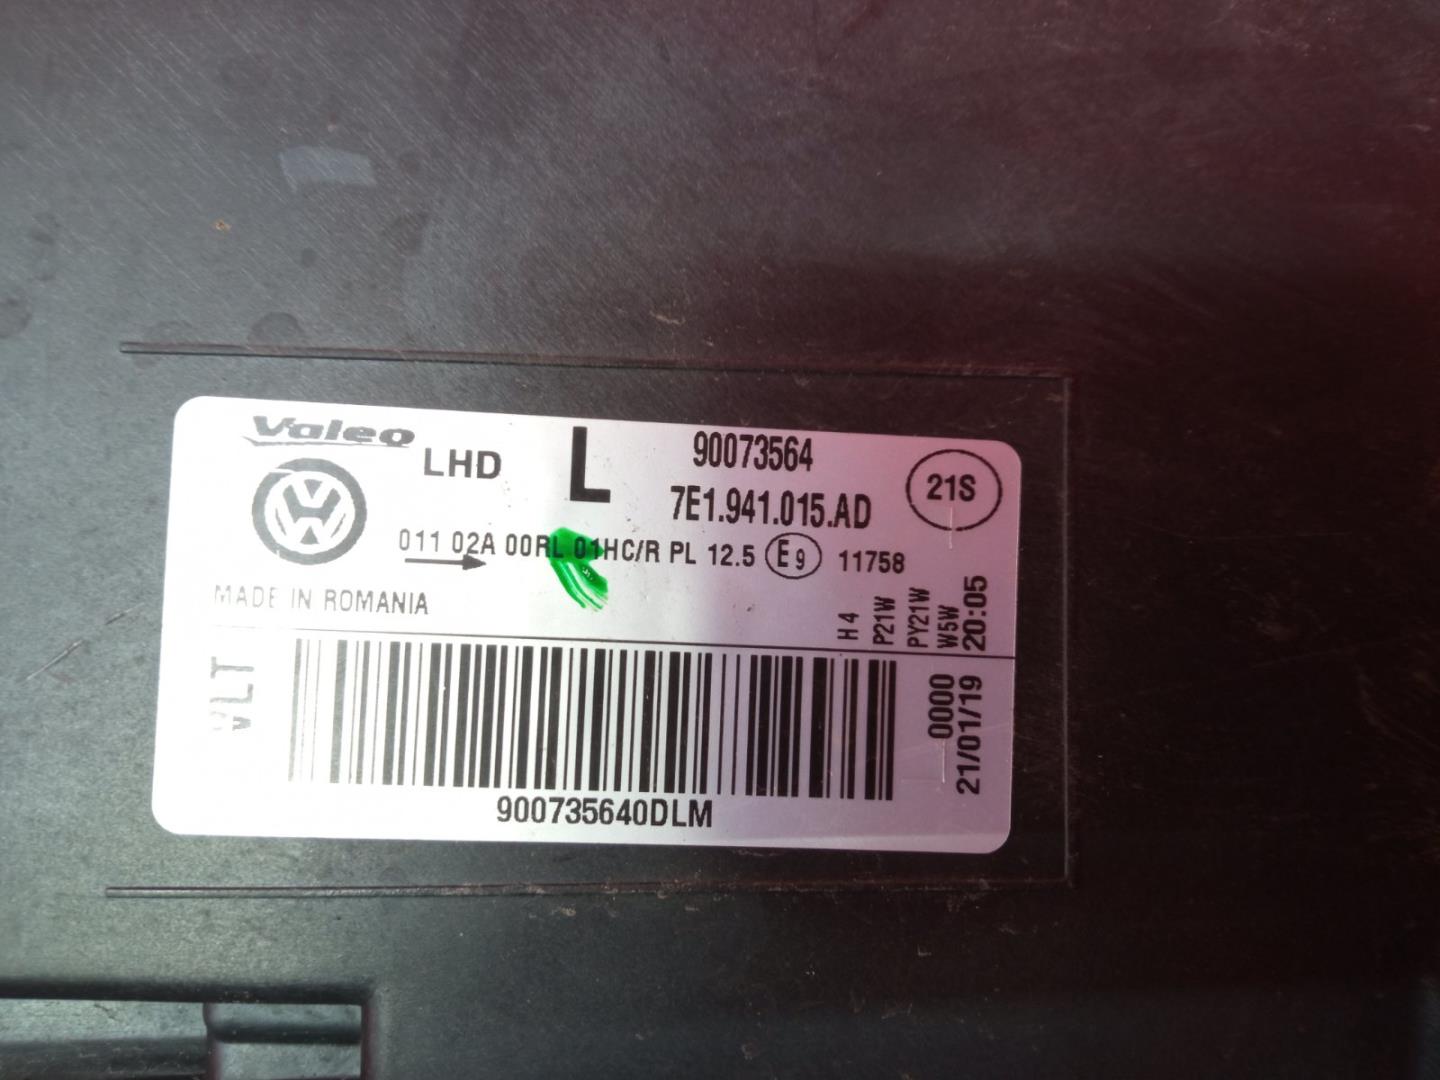 Valeo
LHD
L
90073564
7E1.941.015.AD
21S
VW
011 02A 00RL 01HC/R PL 12.5 E9 11758
MADE IN ROMANIA
H4
P21W
PY21W
W5W
20:05
VLT
0000
21/01/19
900735640DLM